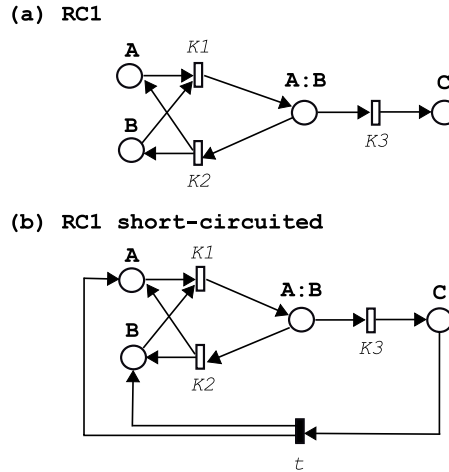 (a) RC1
K1
A
A:B
C
B
K3
K2
(b) RC1 short-circuited
K1
A
A:B
C
B
K3
K2
t